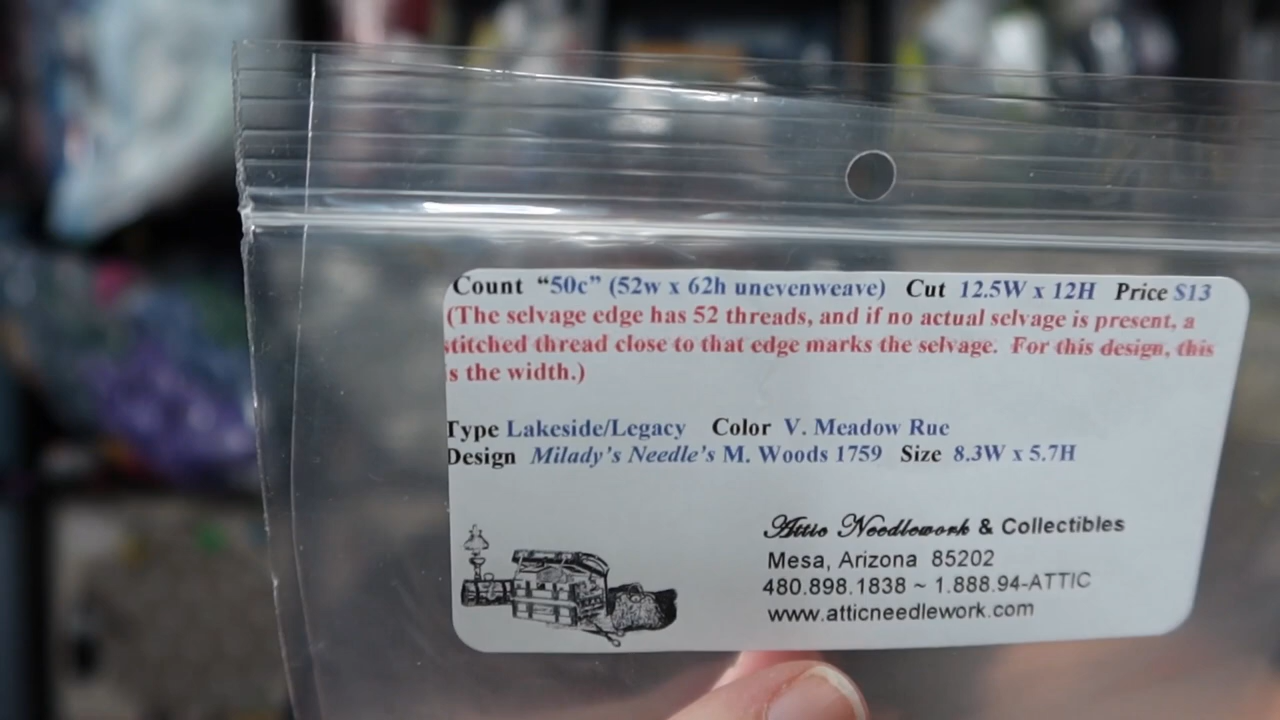 Count “50c” (52w x 62h unevenweave) Cut 12.5W x 12H Price $13
(The selvage edge has 52 threads, and if no actual selvage is present, a
titched thread close to that edge marks the selvage. For this design, this
s the width.)
Type Lakeside/Legacy Color V. Meadow Rue
Design Milady’s Needle’s M. Woods 1759 Size 8.3W x 5.7H
Attic Needlework & Collectibles
Mesa, Arizona 85202
480.898.1838 ~ 1.888.94-ATTIC
www.atticneedlework.com